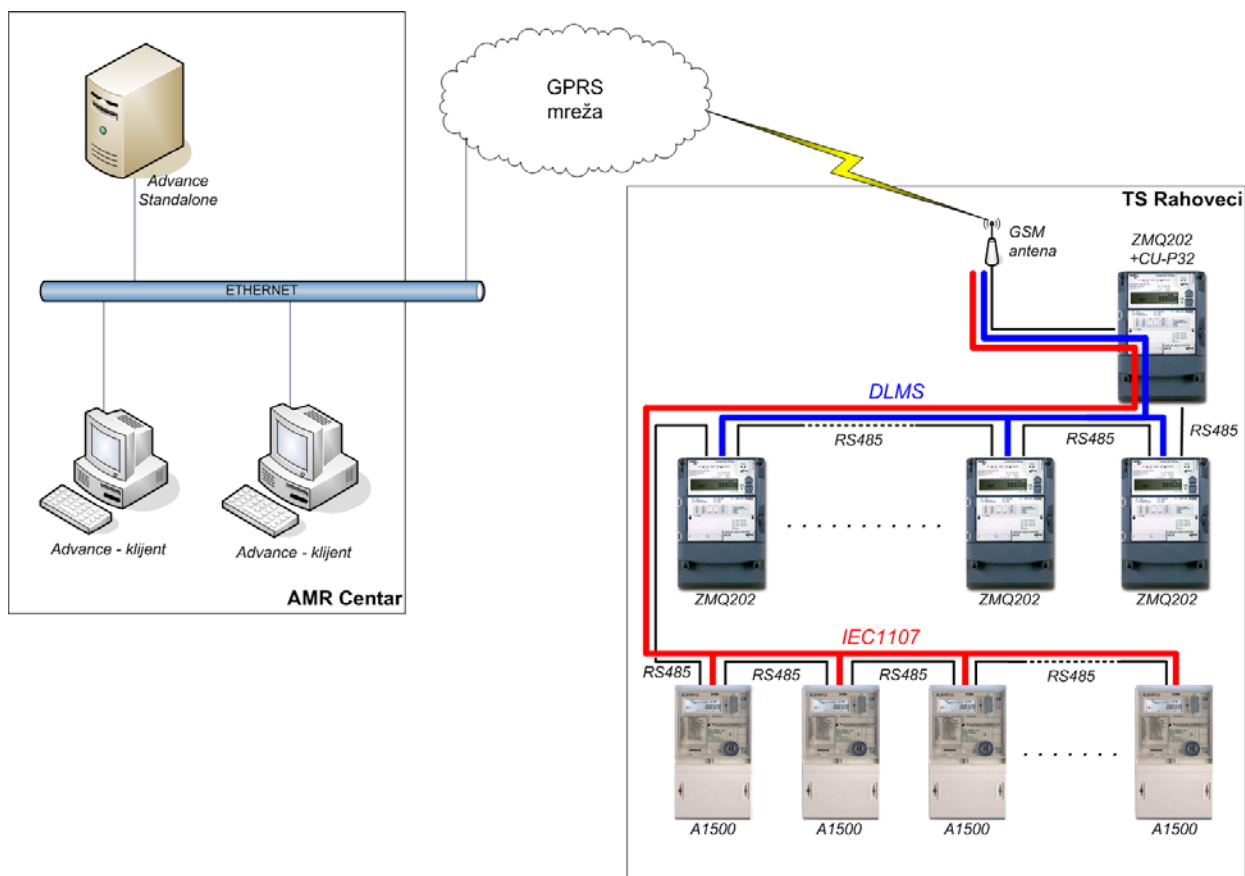 GPRS
mreža
Advance
Standalone
ETHERNET
Advance - klijent
Advance - klijent
AMR Centar
TS Rahoveci
GSM
antena
ZMQ202
+CU-P32
DLMS
RS485
RS485
RS485
ZMQ202
ZMQ202
ZMQ202
IEC1107
RS485
RS485
RS485
RS485
A1500
A1500
A1500
A1500